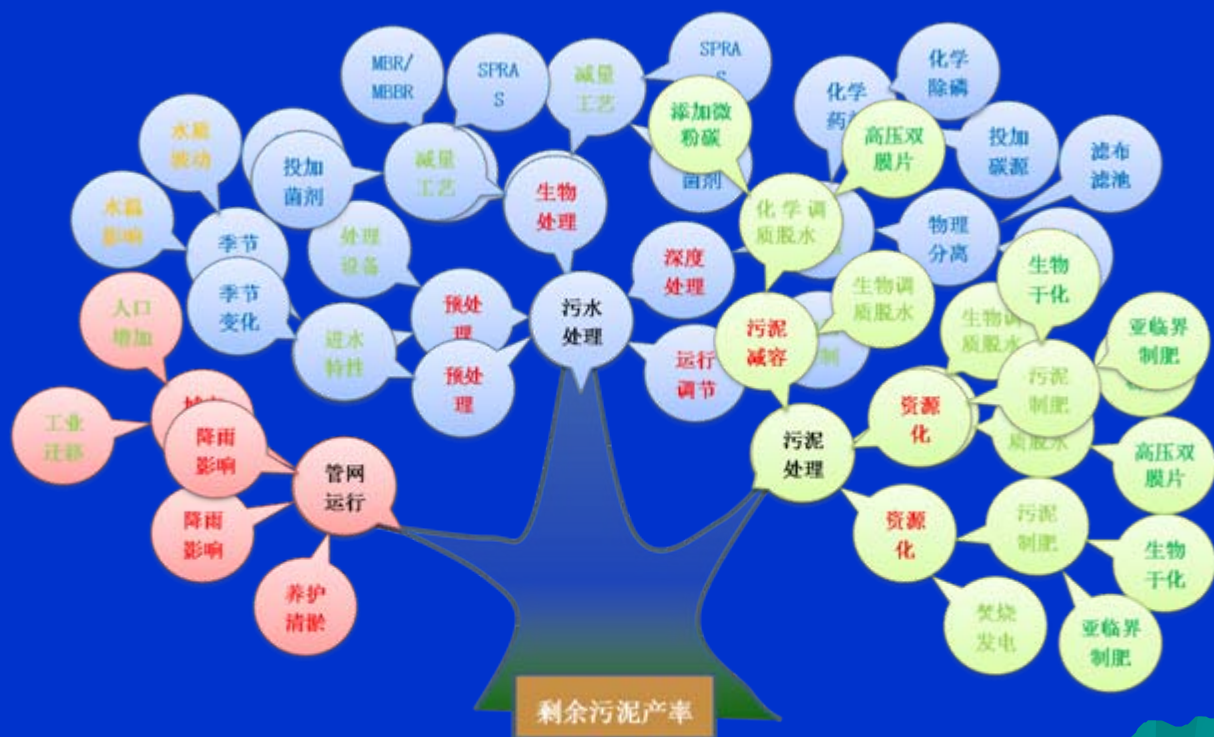 MBR/
MBBR
SPRA
S
减量
工艺
SPRA
S
化学
除磷
添加微
粉碳
化学
高压双
膜片
投加
碳源
滤布
滤池
水质
波动
投加
菌剂
减量
工艺
生物
处理
菌剂
化学调
质脱水
物理
分离
水温
影响
季节
季节
变化
处理
设备
深度
处理
生物
干化
生物调
质脱水
生物调
质脱水
人口
增加
进水
特性
预处
理
预处
理
污水
处理
运行
调节
污泥
减容
亚临界
制肥
污泥
制肥
资源
化
质脱水
工业
迁移
降雨
影响
管网
运行
污泥
处理
高压双
膜片
降雨
影响
资源
化
污泥
制肥
生物
干化
养护
清淤
焚烧
发电
亚临界
制肥
剩余污泥产率